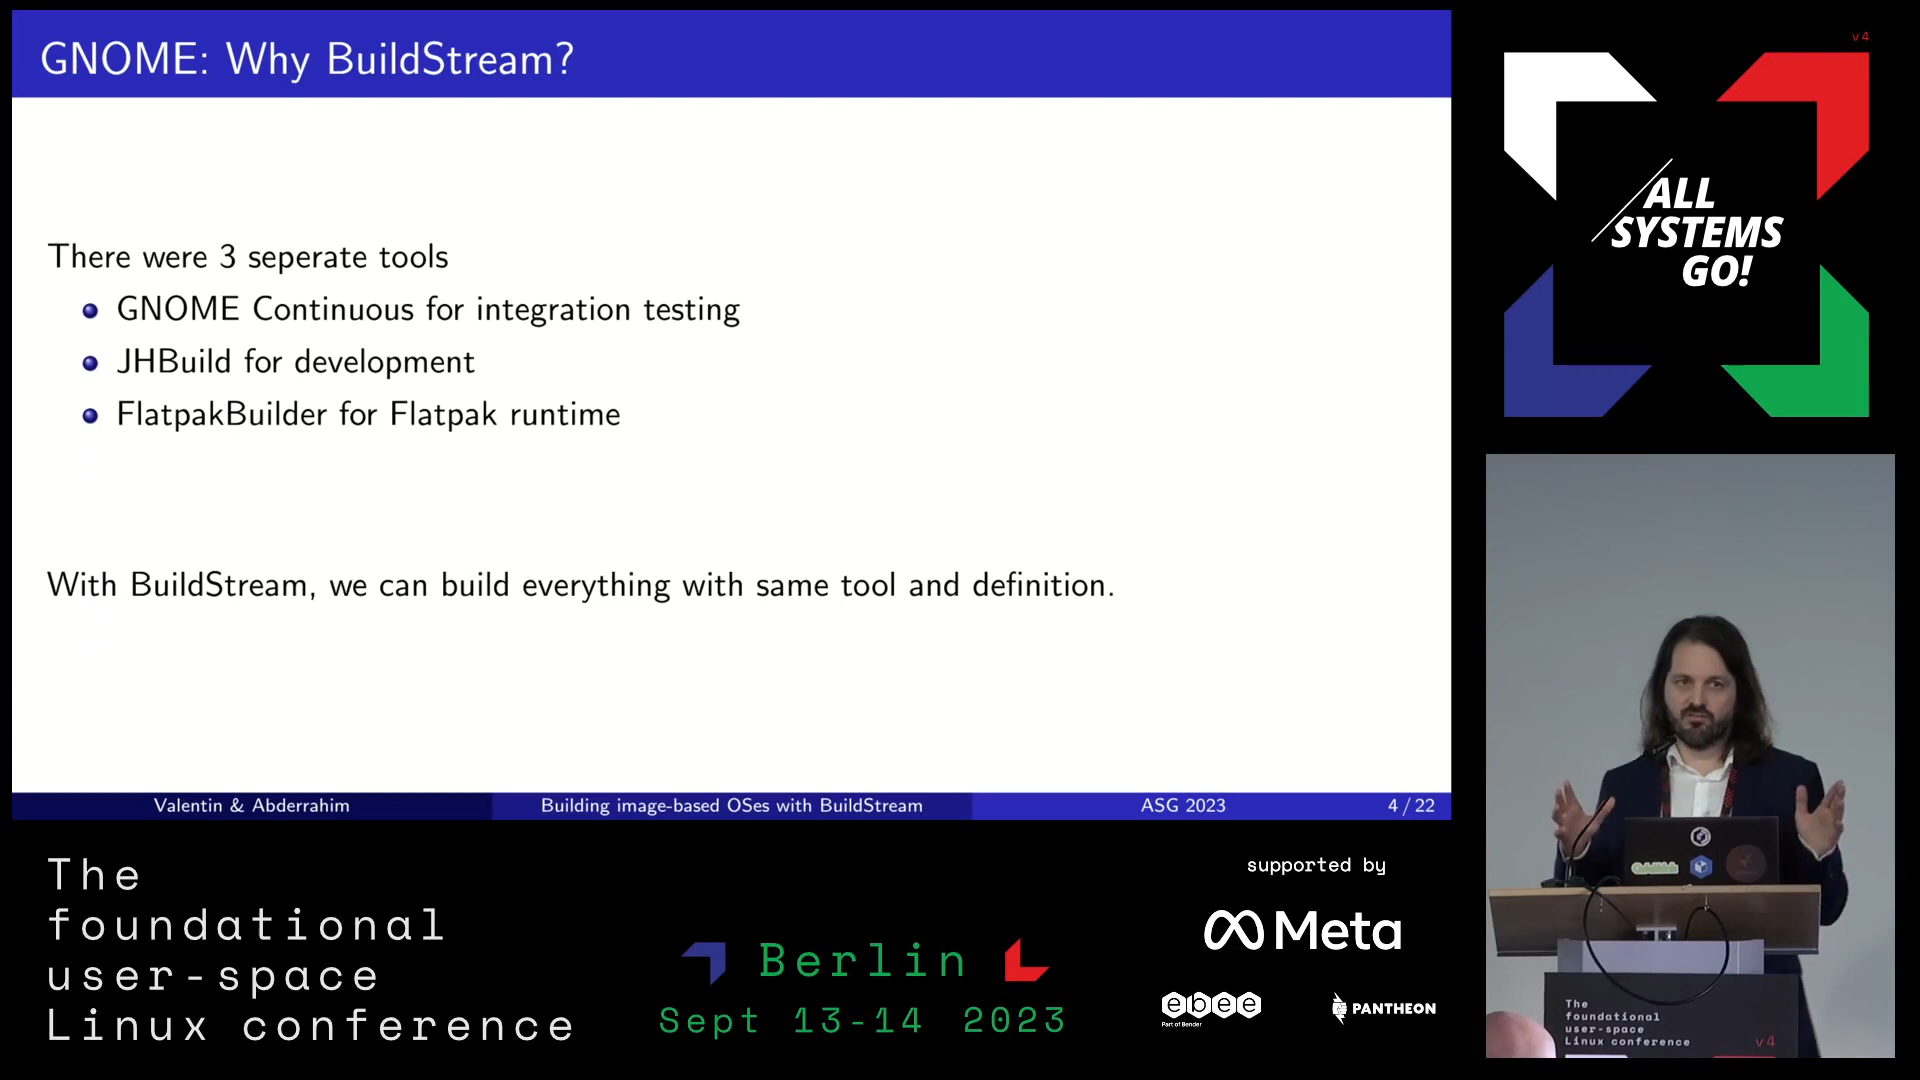 GNOME: Why BuildStream?
There were 3 seperate tools
GNOME Continuous for integration testing
JHBuild for development
FlatpakBuilder for Flatpak runtime
With BuildStream, we can build everything with same tool and definition.
Valentin & Abderrahim
Building image-based OSes with BuildStream
ASG 2023
4 / 22
v4
ALL
SYSTEMS
GO!
The
foundational
user-space
Linux conference
Berlin
Sept 13-14 2023
supported by
Meta
ebee
Part of Bender
PANTHEON
The
foundational
user-space
Linux conference
v4